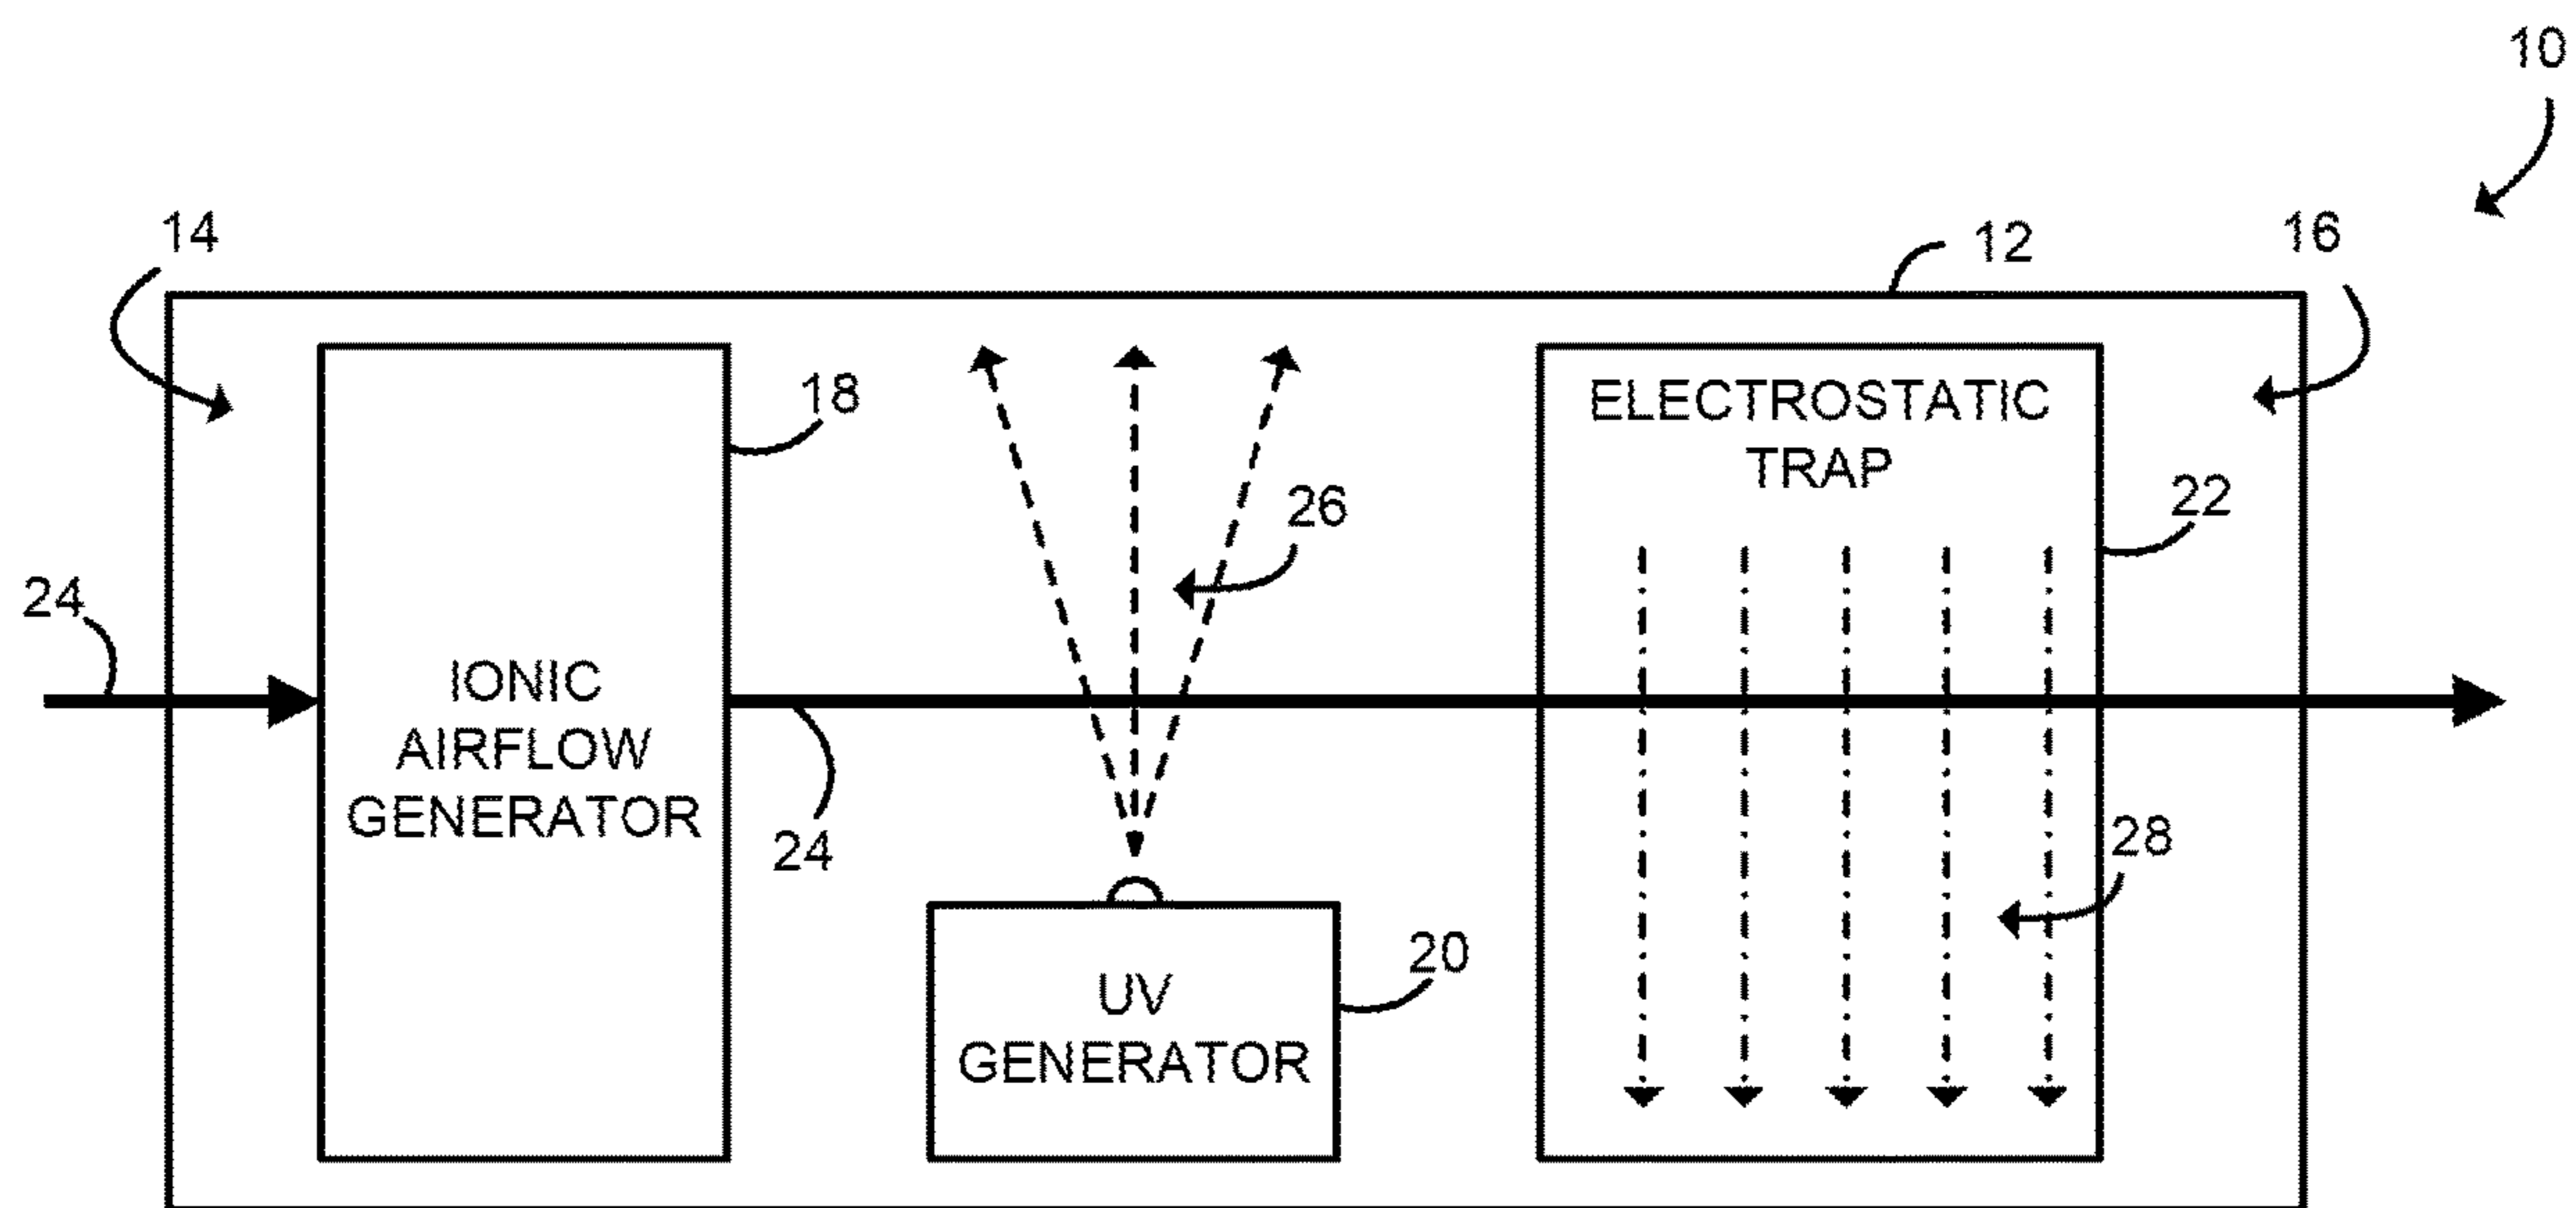 10
14
12
16
18
ELECTROSTATIC
TRAP
26
22
24
IONIC
AIRFLOW
GENERATOR
24
28
20
UV
GENERATOR